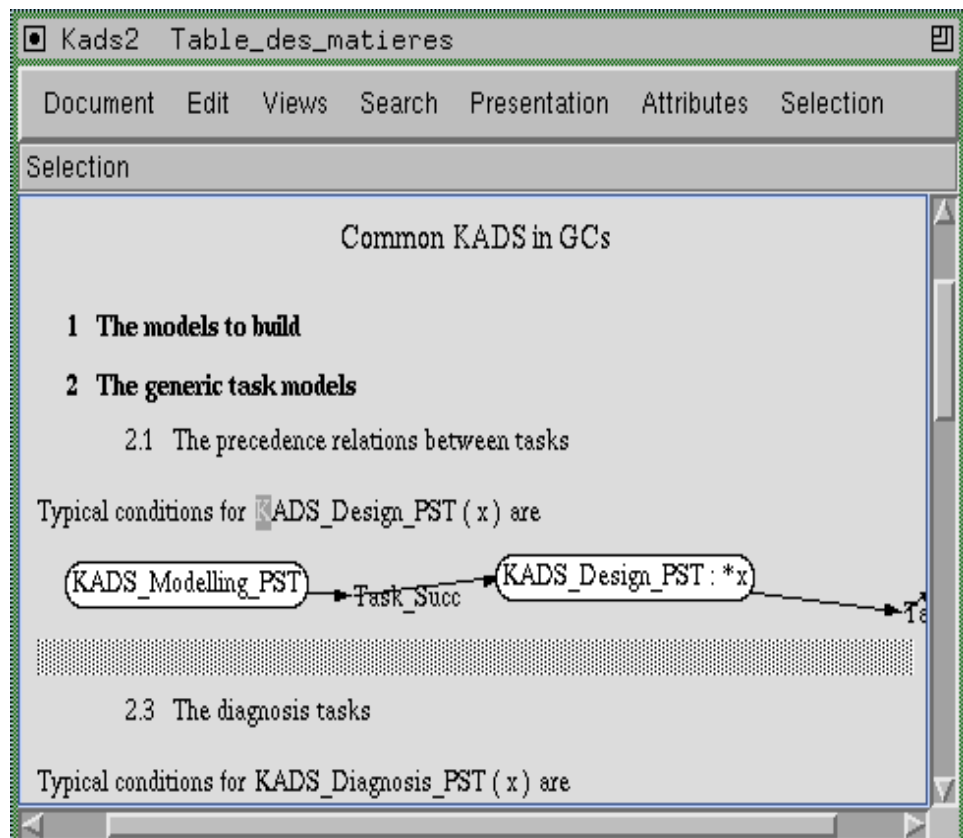 Kads2 Table_des_matieres
Document Edit Views Search Presentation Attributes Selection
Selection
Common KADS in GCs
1 The models to build
2 The generic task models
2.1 The precedence relations between tasks
Typical conditions for KADS_Design_PST ( x ) are
KADS_Modelling_PST Task_Succ KADS_Design_PST : *x
2.3 The diagnosis tasks
Typical conditions for KADS_Diagnosis_PST ( x ) are